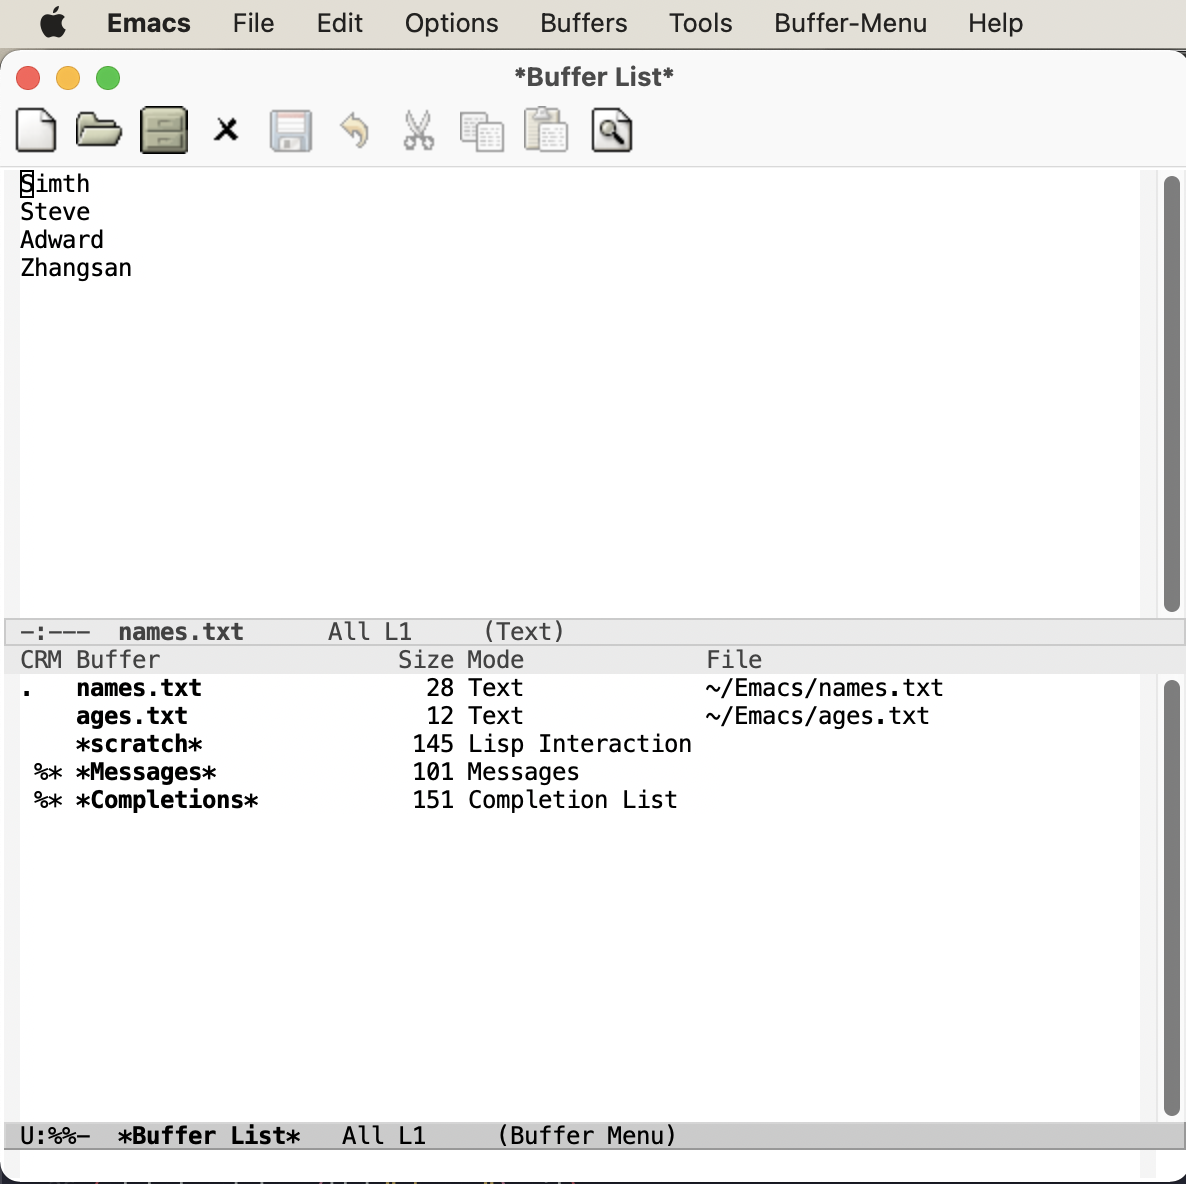 Emacs File Edit Options Buffers Tools Buffer-Menu Help
*Buffer List*
Simth
Steve
Adward
Zhangsan
-:--- names.txt All L1 (Text)
CRM Buffer Size Mode File
. names.txt 28 Text ~/Emacs/names.txt
ages.txt 12 Text ~/Emacs/ages.txt
*scratch* 145 Lisp Interaction
%* *Messages* 101 Messages
%* *Completions* 151 Completion List
U:%%- *Buffer List* All L1 (Buffer Menu)